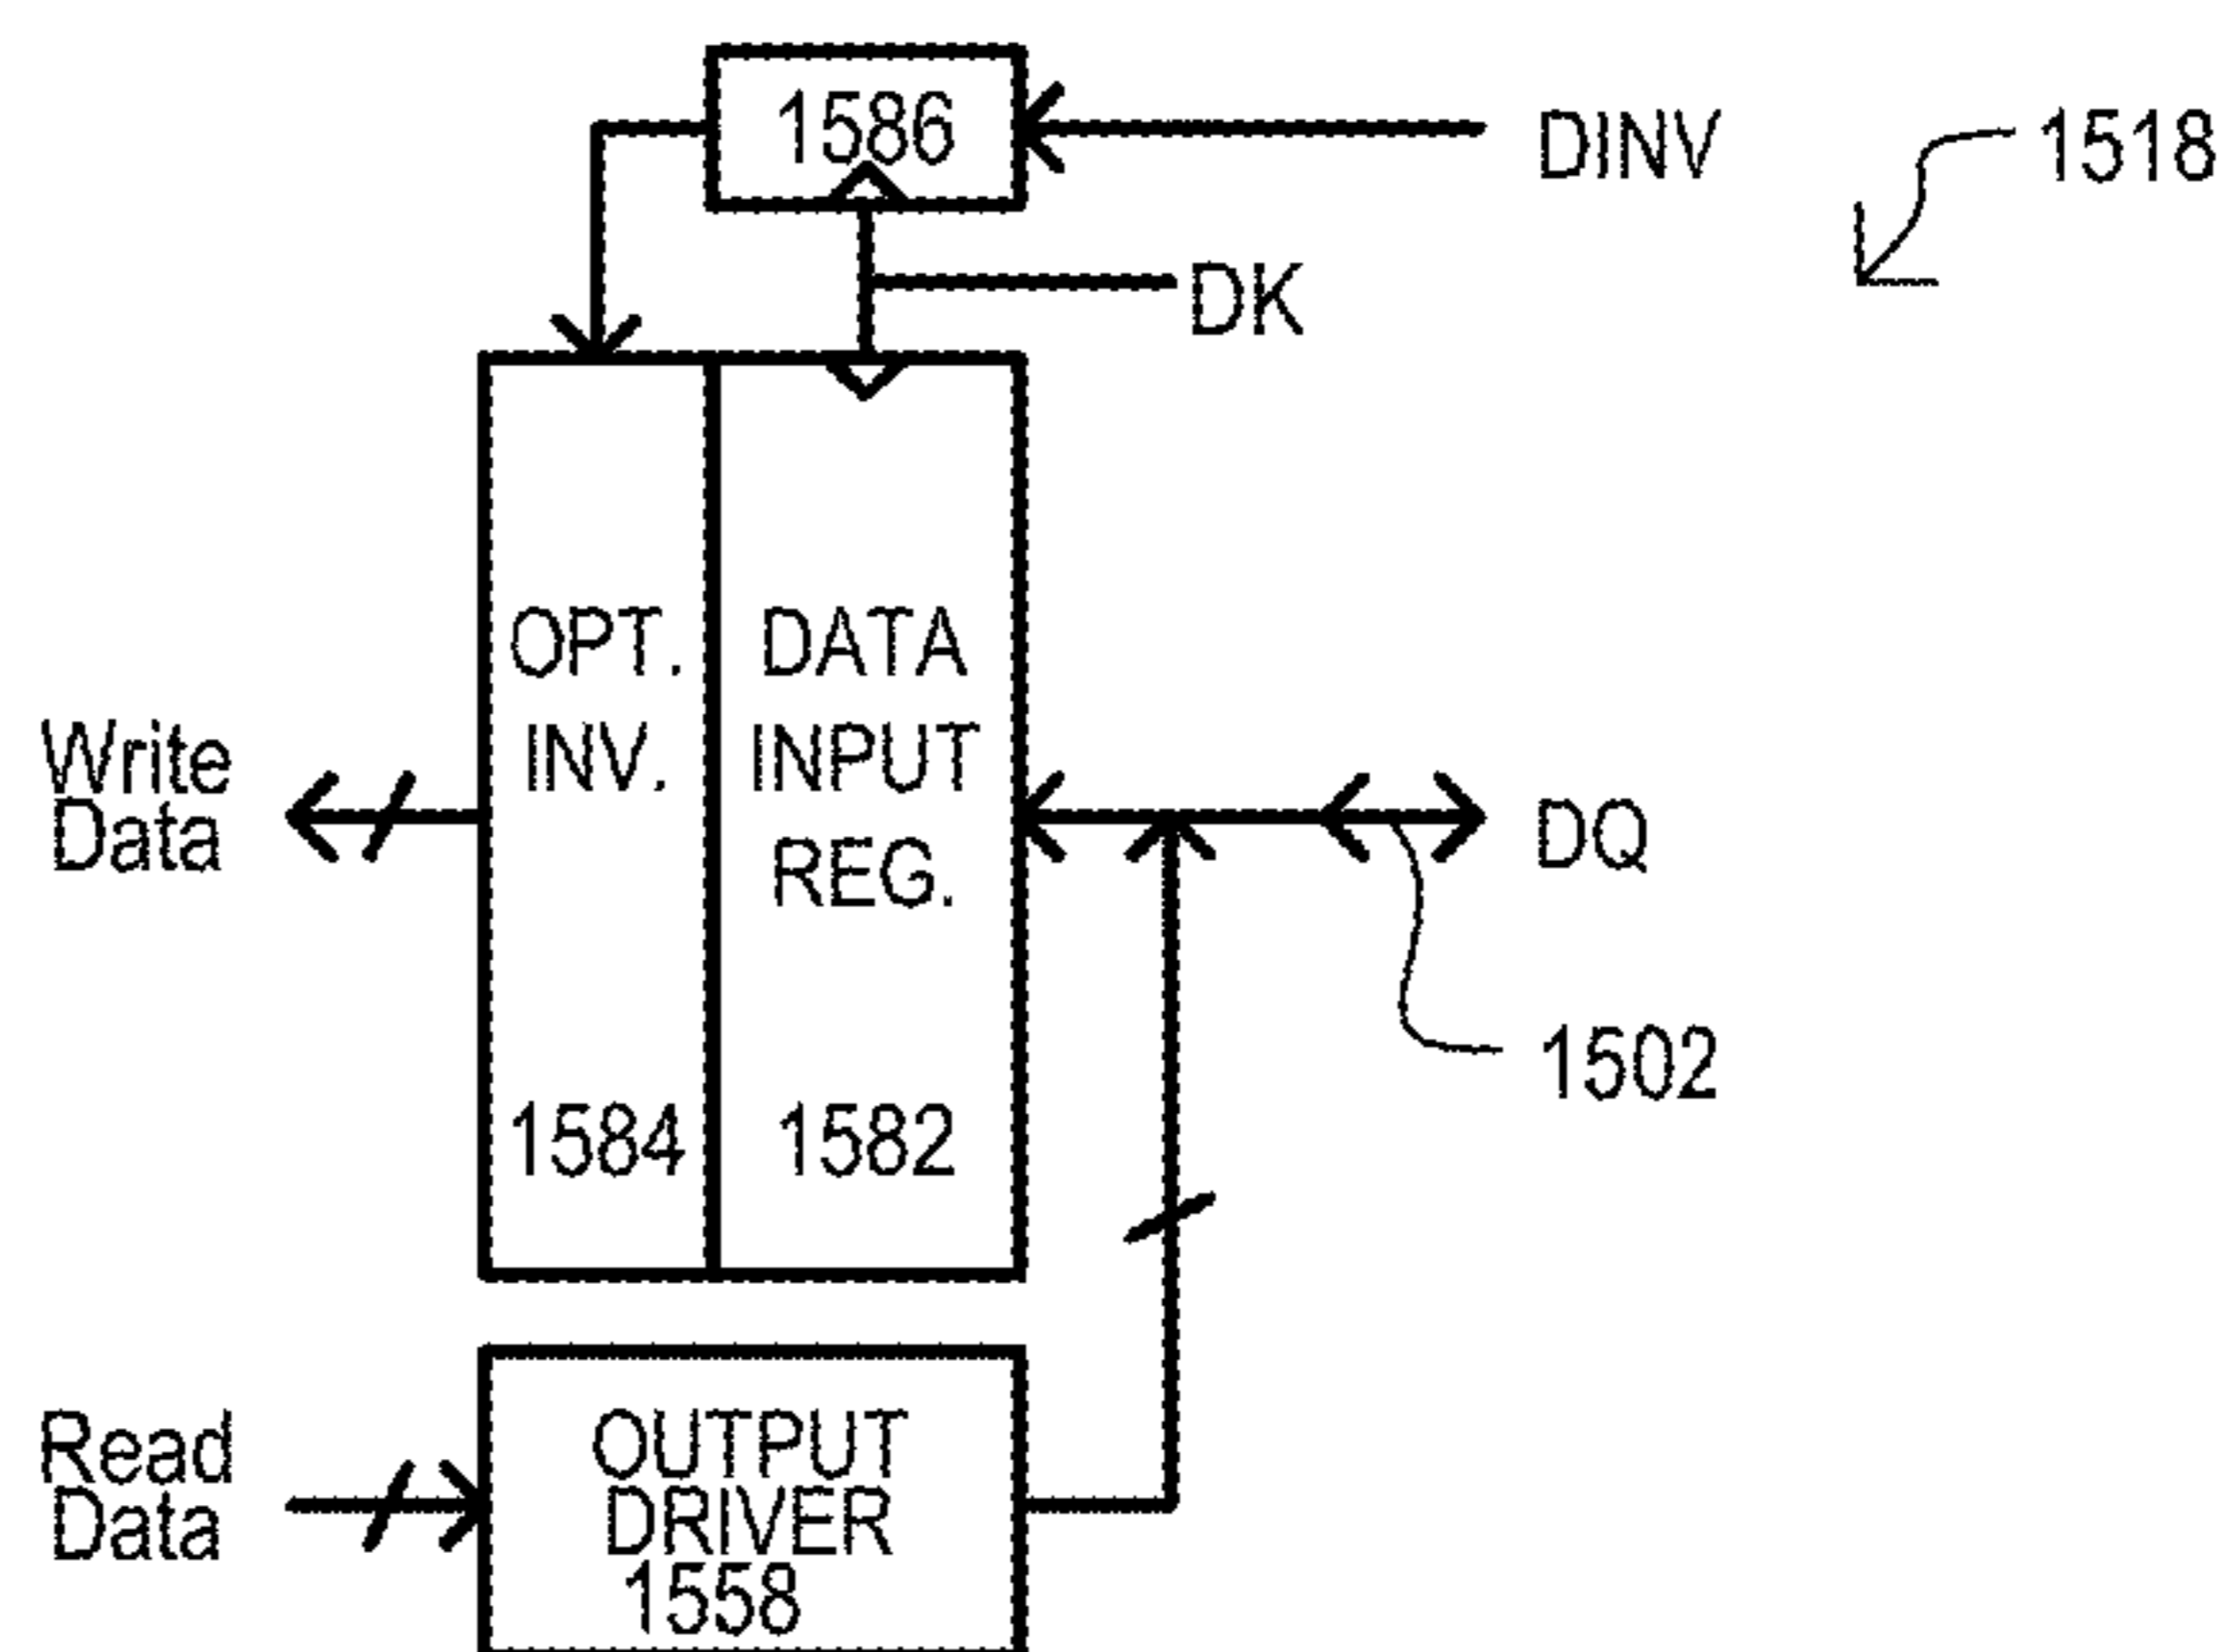 1586
DINV
1518
DK
OPT.
INV.
1584
DATA
INPUT
REG.
1582
Write
Data
DQ
1502
Read
Data
OUTPUT
DRIVER
1558